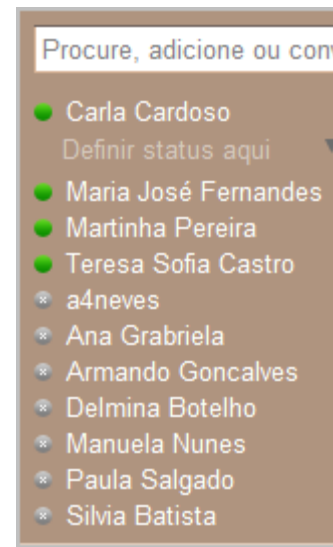 Procure, adicione ou conv
Carla Cardoso
Definir status aqui
Maria José Fernandes
Martinha Pereira
Teresa Sofia Castro
a4neves
Ana Grabriela
Armando Goncalves
Delmina Botelho
Manuela Nunes
Paula Salgado
Silvia Batista